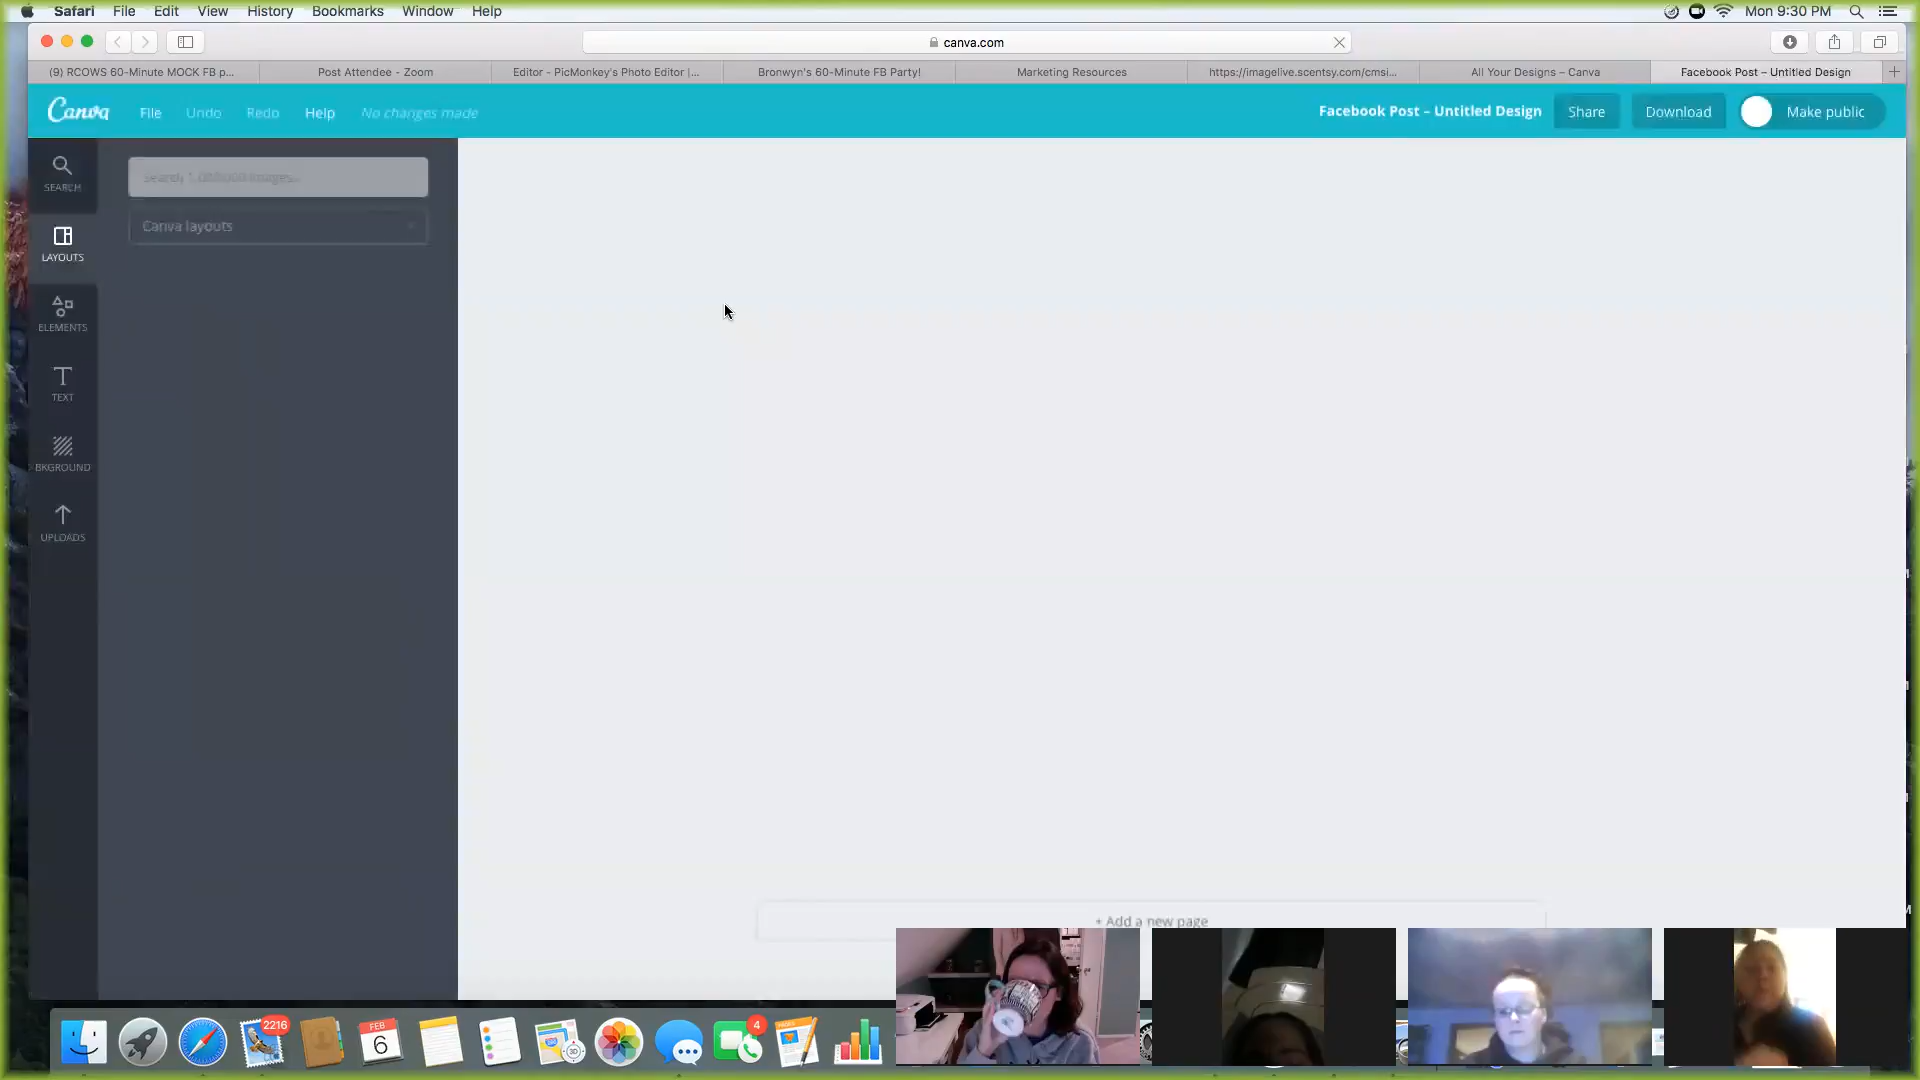 Safari File Edit View History Bookmarks Window Help Mon 9:30 PM
canva.com
(9) RCOWS 60-Minute MOCK FB p... Post Attendee - Zoom Editor - PicMonkey's Photo Editor |... Bronwyn's 60-Minute FB Party! Marketing Resources https://imagelive.scentsy.com/cmsi... All Your Designs – Canva Facebook Post – Untitled Design
Canva File Undo Redo Help No changes made Facebook Post – Untitled Design Share Download Make public
SEARCH
Canva layouts
LAYOUTS
ELEMENTS
TEXT
BKGROUND
UPLOADS
+ Add a new page
2216
FEB
6
4
PAGES